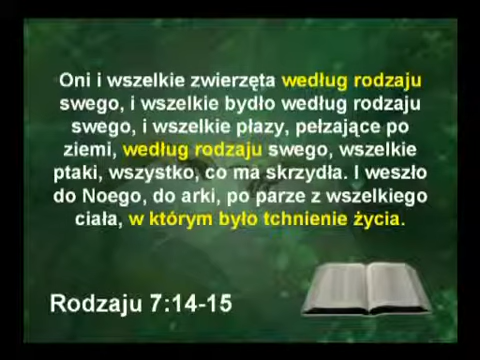 Oni i wszelkie zwierzęta według rodzaju
swego, i wszelkie bydło według rodzaju
swego, i wszelkie płazy, pełzające po
ziemi, według rodzaju swego, wszelkie
ptaki, wszystko, co ma skrzydła. I weszło
do Noego, do arki, po parze z wszelkiego
ciała, w którym było tchnienie życia.
Rodzaju 7:14-15